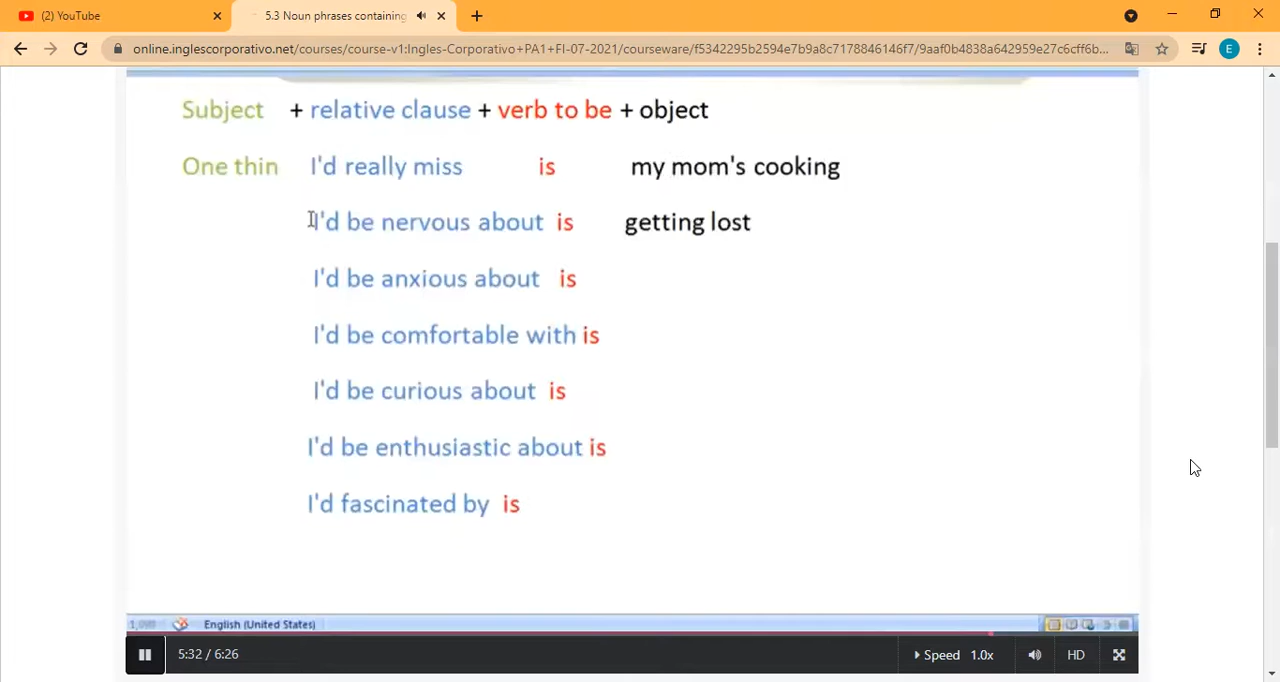 (2) YouTube
5.3 Noun phrases containing
online.inglescorporativo.net/courses/course-v1:Ingles-Corporativo+PA1+FI-07-2021/courseware/f5342295b2594e7b9a8c7178846146f7/9aaf0b4838a642959e27c6cff6b...
E
Subject + relative clause + verb to be + object
One thin I'd really miss is my mom's cooking
I'd be nervous about is getting lost
I'd be anxious about is
I'd be comfortable with is
I'd be curious about is
I'd be enthusiastic about is
I'd fascinated by is
English (United States)
5:32 / 6:26
Speed 1.0x
HD